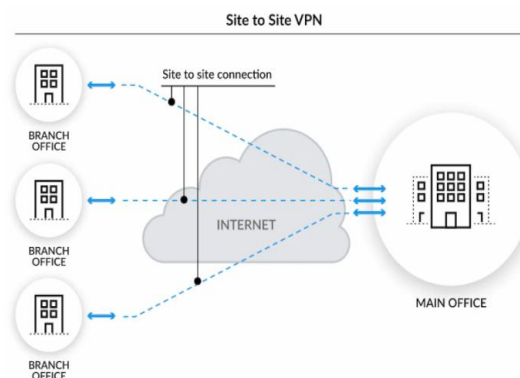 Site to Site VPN
Site to site connection
BRANCH
OFFICE
INTERNET
BRANCH
OFFICE
MAIN OFFICE
BRANCH
OFFICE